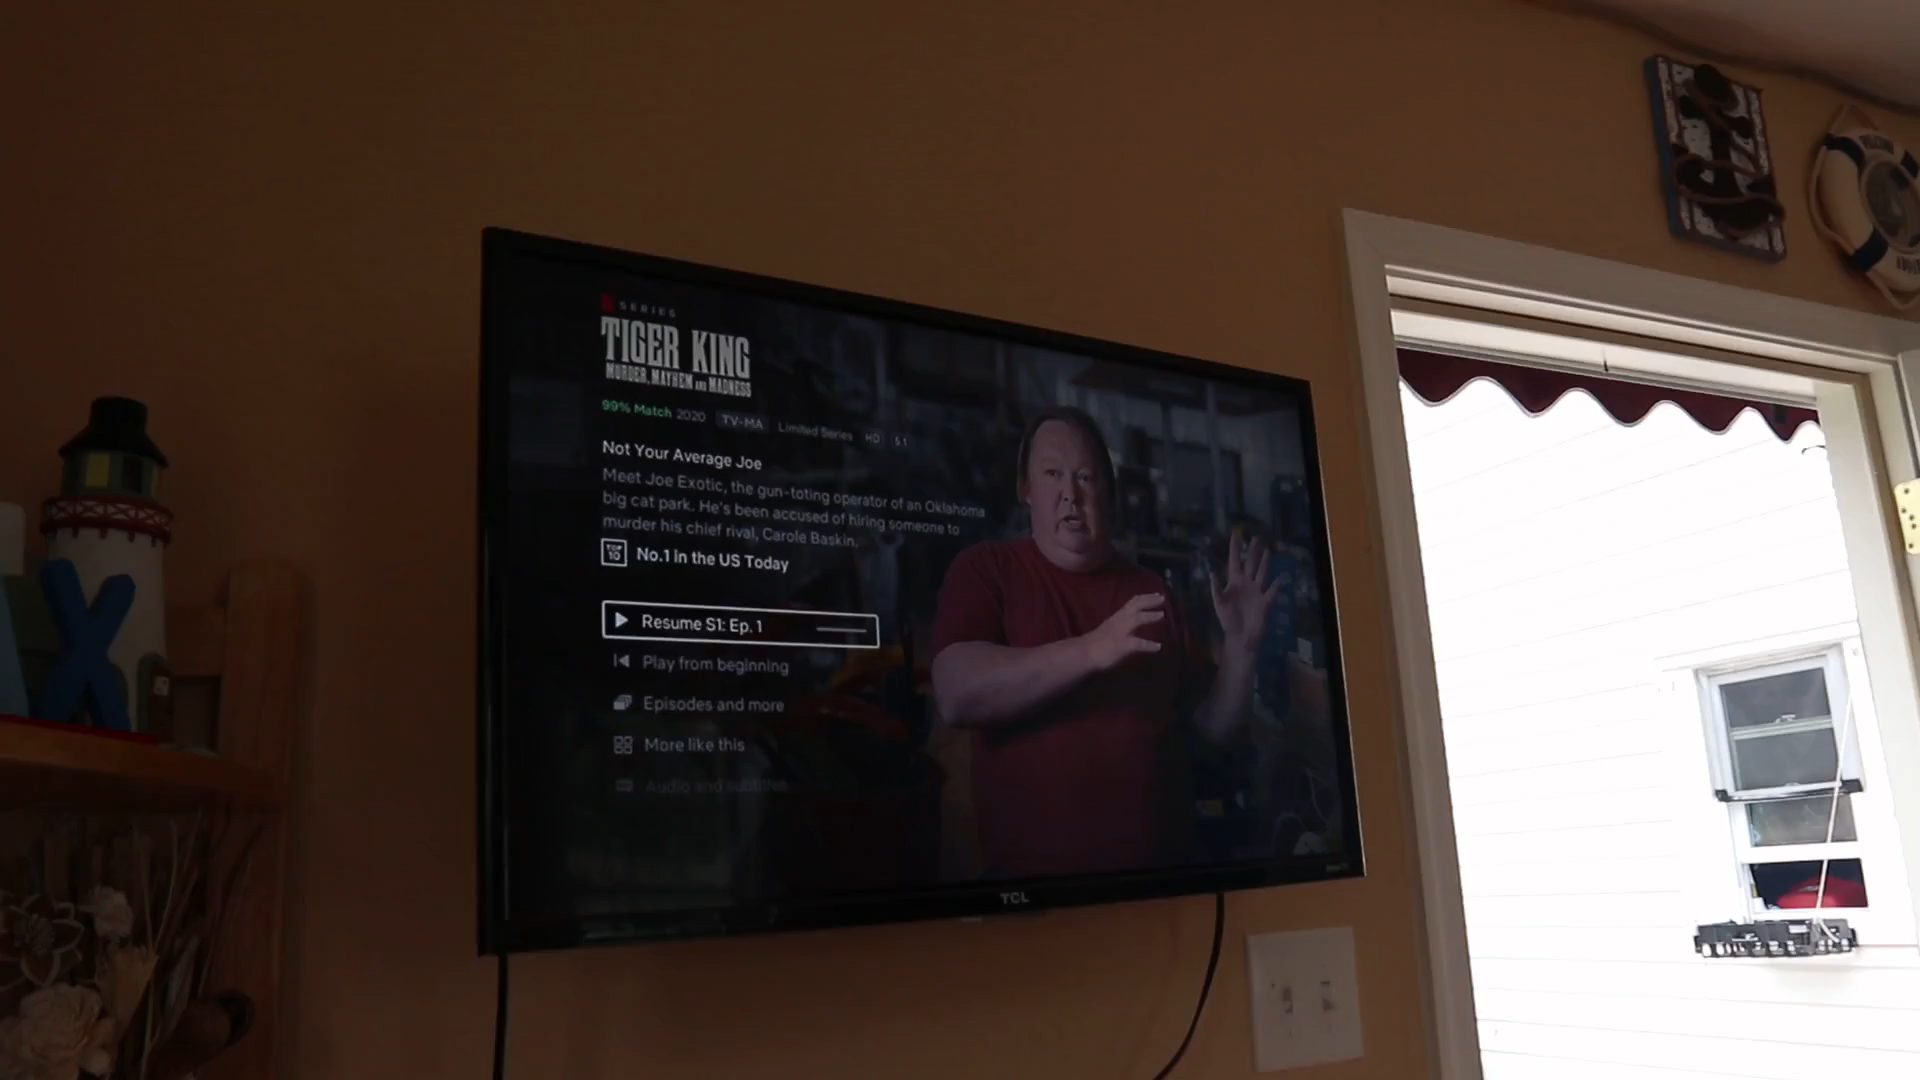 SERIES
TIGER KING
MURDER, MAYHEM AND MADNESS
99% Match 2020 TV-MA Limited Series HD 5.1
Not Your Average Joe
Meet Joe Exotic, the gun-toting operator of an Oklahoma
big cat park. He's been accused of hiring someone to
murder his chief rival, Carole Baskin.
TOP 10 No.1 in the US Today
Resume S1: Ep. 1
Play from beginning
Episodes and more
More like this
Audio and subtitles
TCL
X